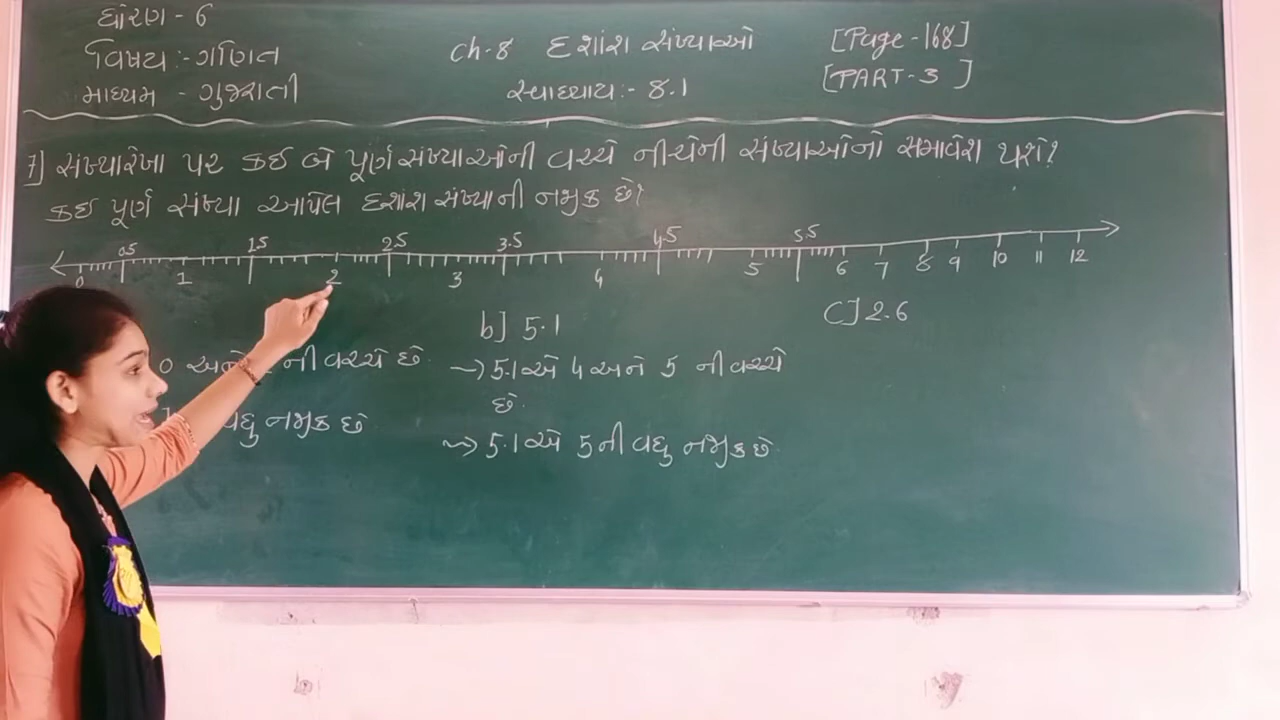 ધોરણ - 6
વિષય :- ગણિત
માધ્યમ - ગુજરાતી
Ch-8 દશાંશ સંખ્યાઓ
સ્વાધ્યાય :- 8.1
[Page-168]
[PART-3]
7] સંખ્યારેખા પર કઈ બે પૂર્ણ સંખ્યાઓની વચ્ચે નીચેની સંખ્યાઓનો સમાવેશ થશે?
કઇ પૂર્ણ સંખ્યા આપેલ દશાંશ સંખ્યાની નજીક છે?
0.5 1.5 2.5 3.5 4.5 5.5
0 1 2 3 4 5 6 7 8 9 10 11 12
b] 5.1
C] 2.6
0 અને ની વચ્ચે છે.
→ 5.1 એ 4 અને 5 ની વચ્ચે
છે.
વધુ નજીક છે
→ 5.1 એ 5 ની વધુ નજીક છે.